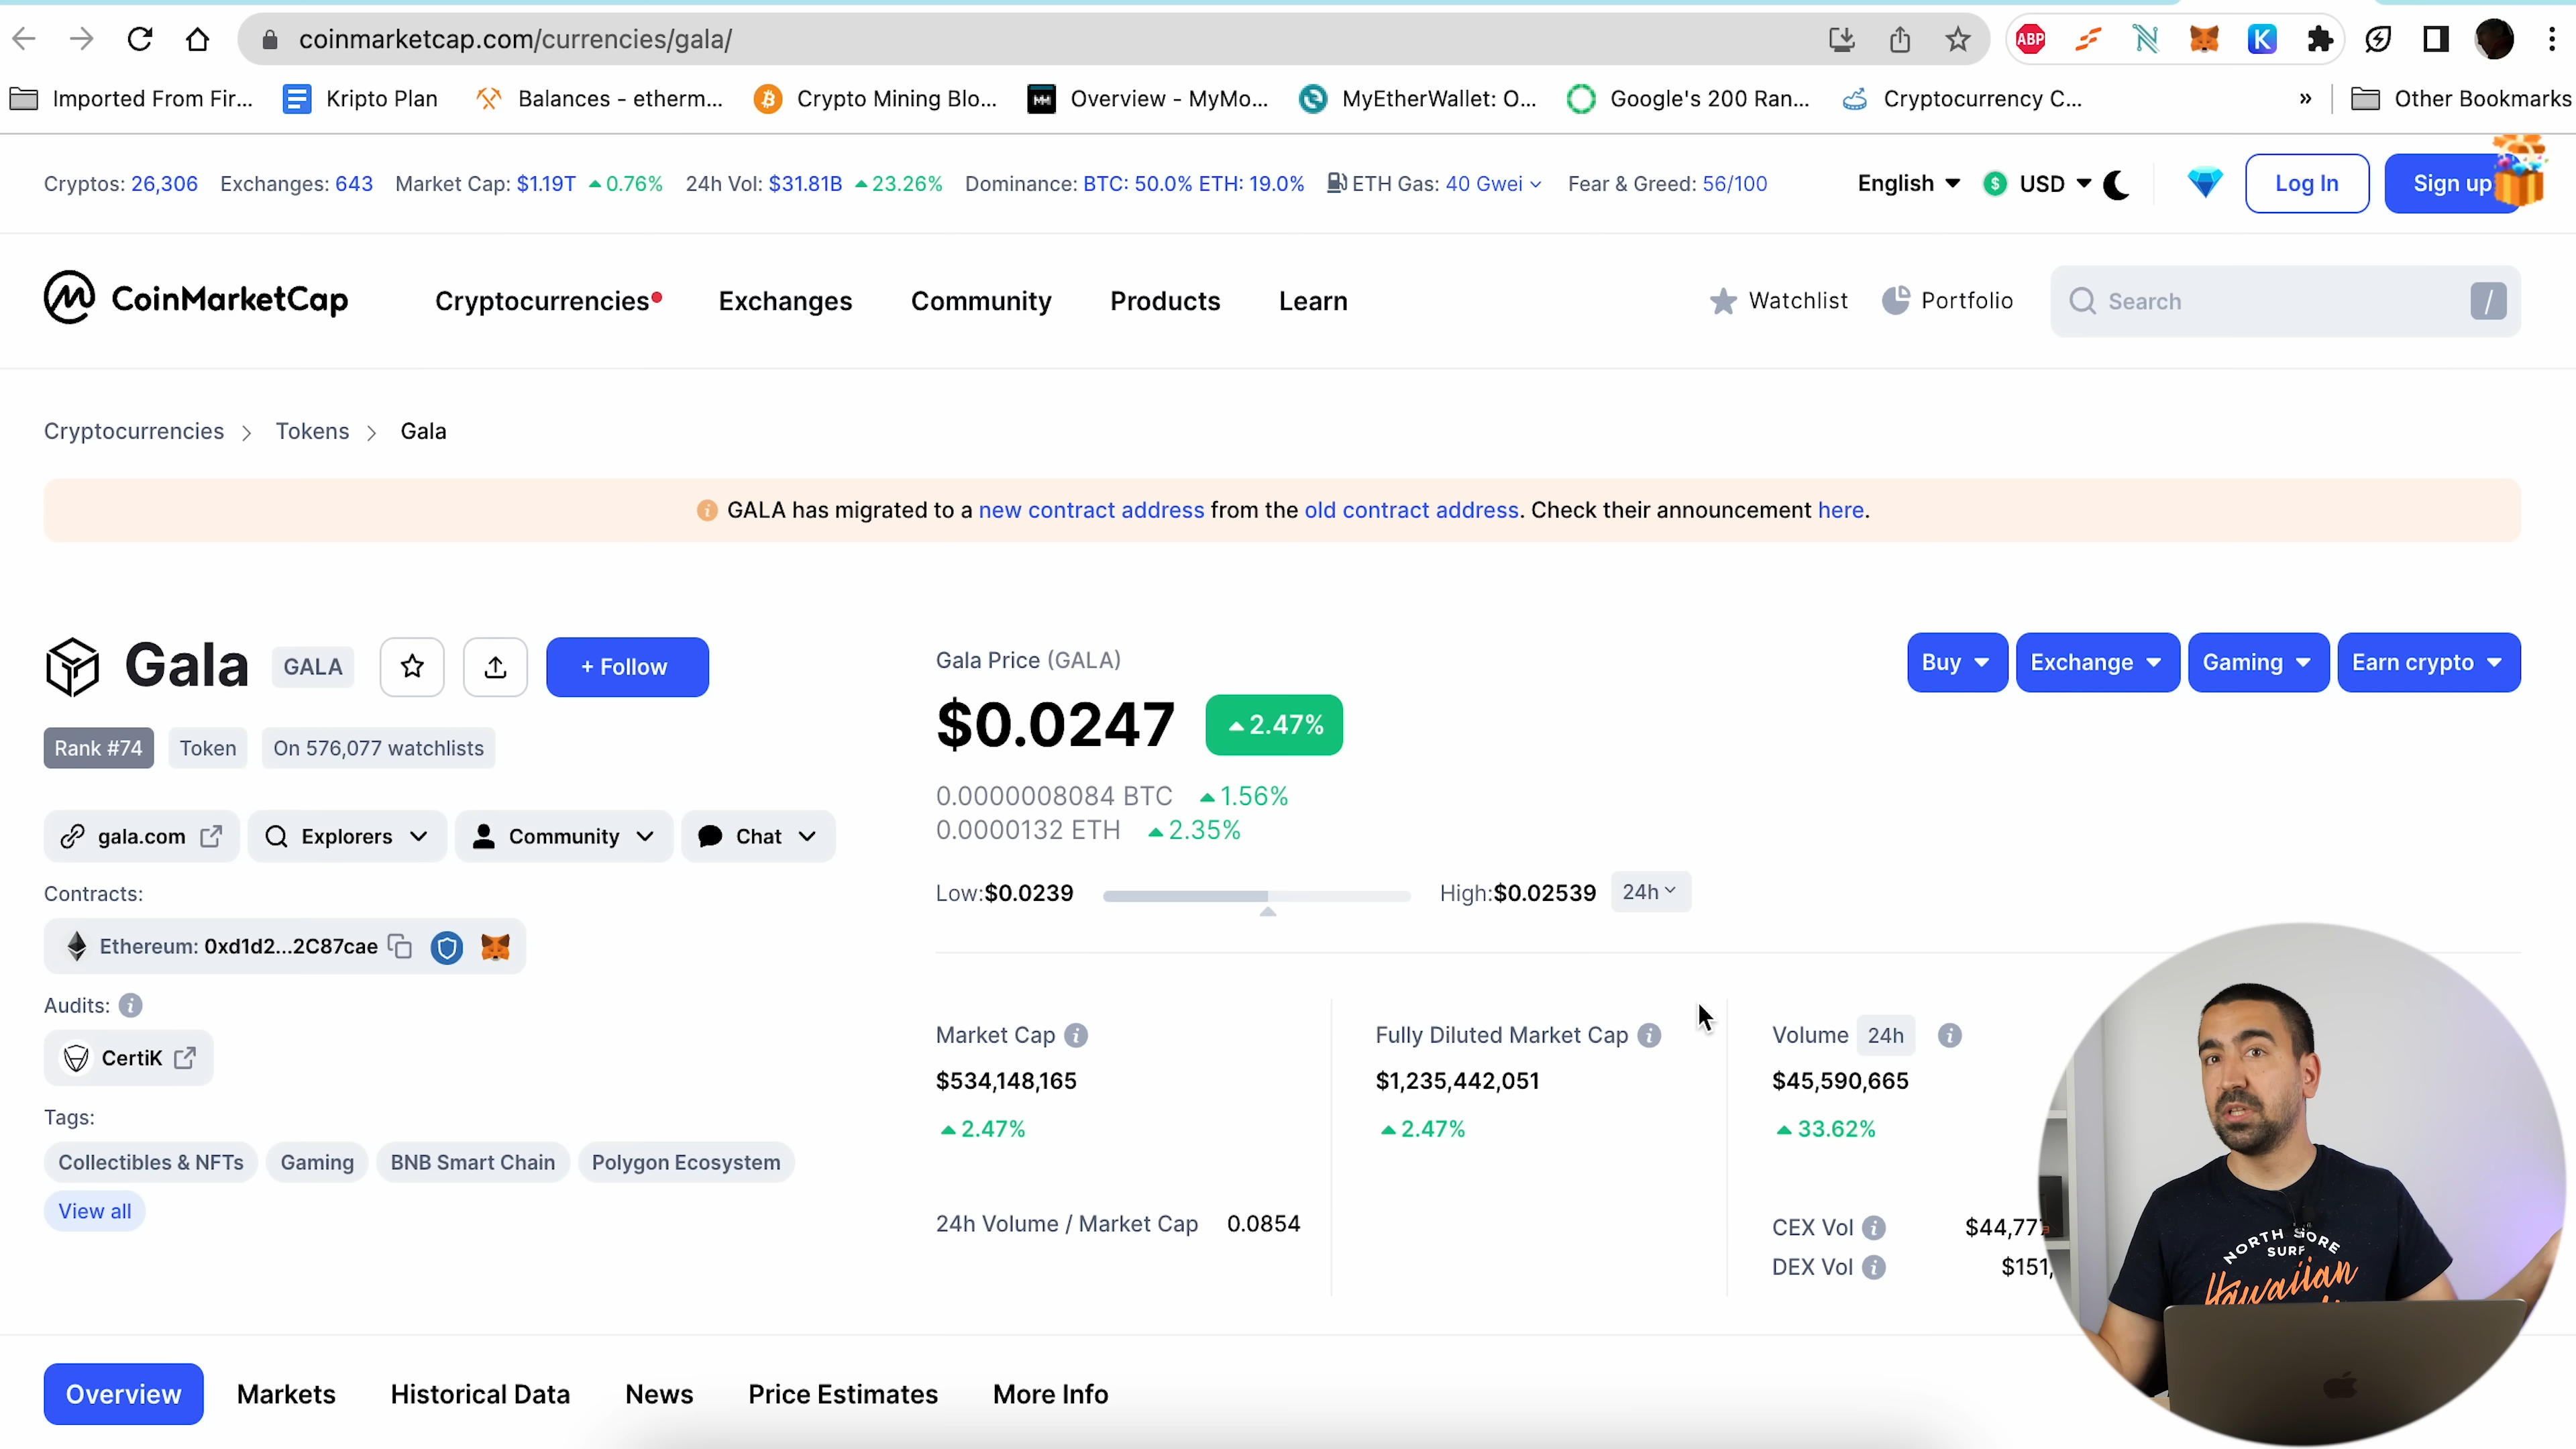 coinmarketcap.com/currencies/gala/
ABP
K
Imported From Fir...
Kripto Plan
Balances - etherm...
Crypto Mining Blo...
Overview - MyMo...
MyEtherWallet: O...
Google's 200 Ran...
Cryptocurrency C...
»
Other Bookmarks
Cryptos: 26,306 Exchanges: 643 Market Cap: $1.19T 0.76% 24h Vol: $31.81B 23.26% Dominance: BTC: 50.0% ETH: 19.0% ETH Gas: 40 Gwei Fear & Greed: 56/100
English
$ USD
Log In
Sign up
CoinMarketCap
Cryptocurrencies
Exchanges
Community
Products
Learn
Watchlist
Portfolio
Search
/
Cryptocurrencies > Tokens > Gala
GALA has migrated to a new contract address from the old contract address. Check their announcement here.
Gala GALA
+ Follow
Rank #74
Token
On 576,077 watchlists
gala.com
Explorers
Community
Chat
Contracts:
Ethereum: 0xd1d2...2C87cae
Audits:
CertiK
Tags:
Collectibles & NFTs
Gaming
BNB Smart Chain
Polygon Ecosystem
View all
Gala Price (GALA)
$0.0247 2.47%
0.0000008084 BTC 1.56%
0.0000132 ETH 2.35%
Low:$0.0239
High:$0.02539
24h
Buy
Exchange
Gaming
Earn crypto
Market Cap
$534,148,165
2.47%
24h Volume / Market Cap 0.0854
Fully Diluted Market Cap
$1,235,442,051
2.47%
Volume 24h
$45,590,665
33.62%
CEX Vol $44,77
DEX Vol $151,
NORTH SHORE
SURF
Hawaiian
Overview
Markets
Historical Data
News
Price Estimates
More Info